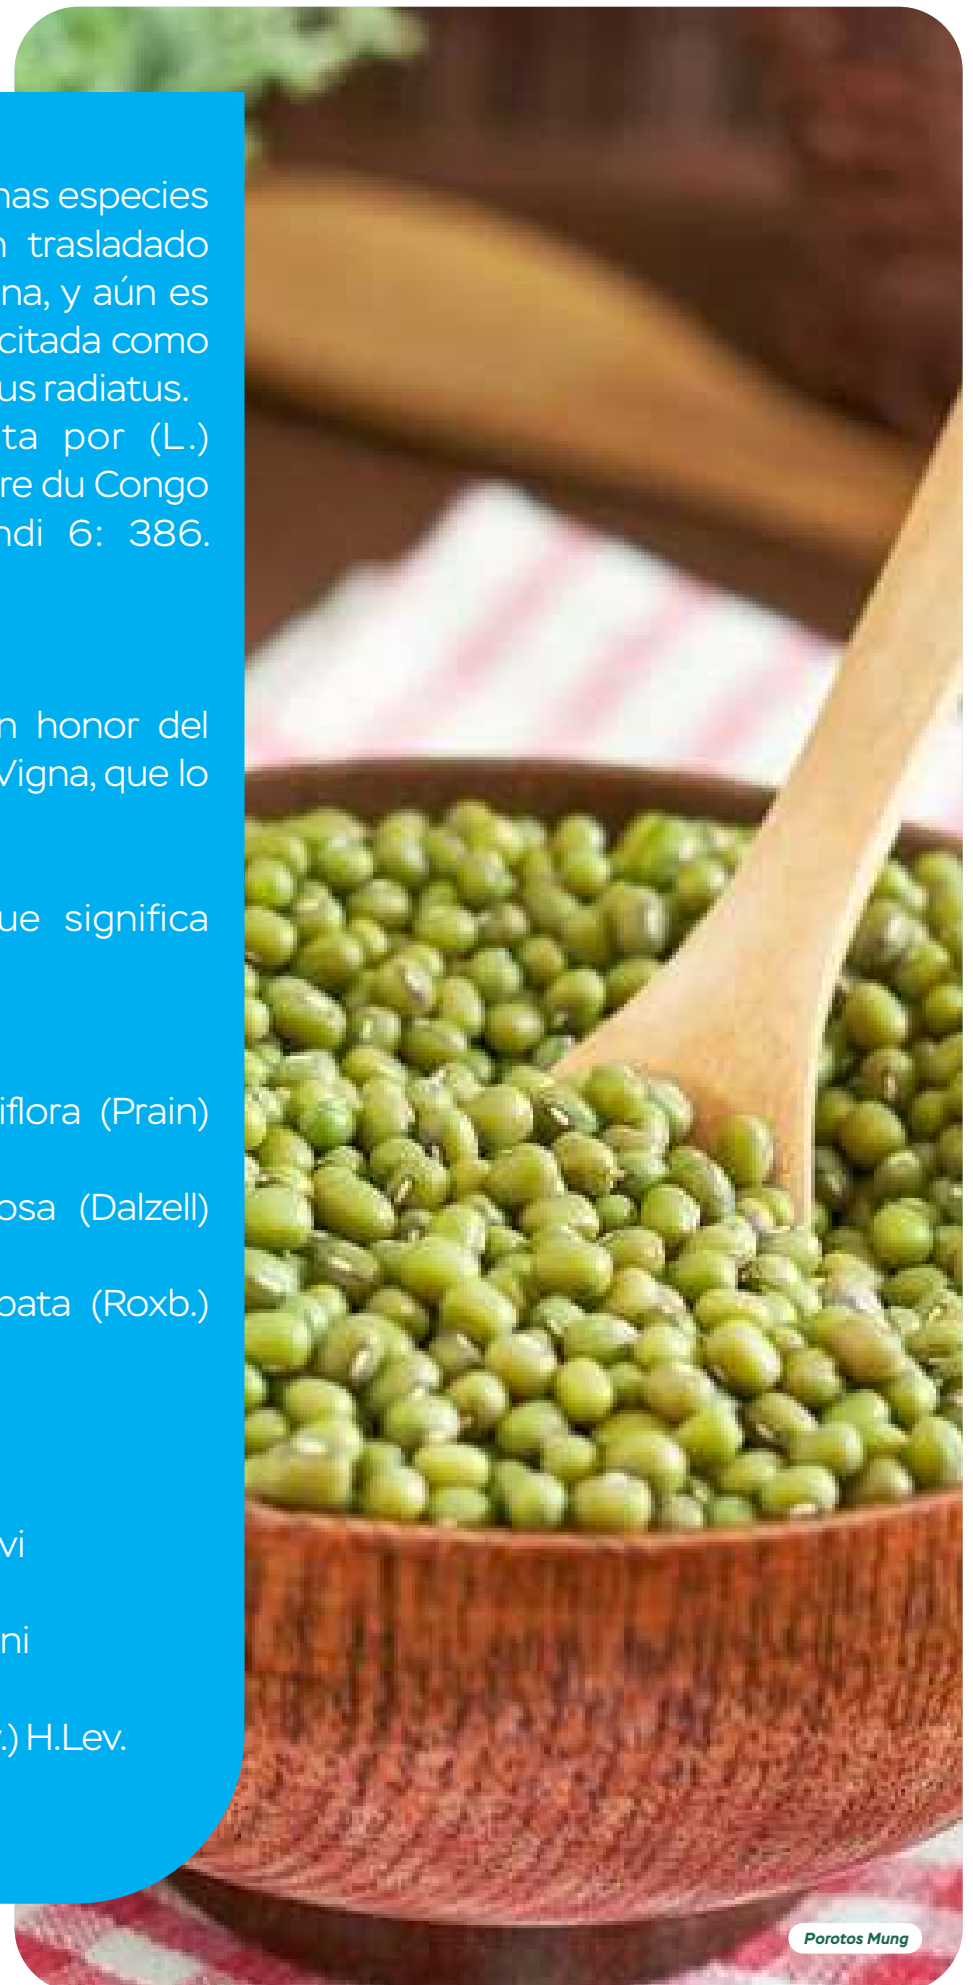 nas especies
n trasladado
na, y aún es
citada como
us radiatus.
ta por (L.)
re du Congo
ndi 6: 386.
n honor del
Vigna, que lo
ue significa
iflora (Prain)
osa (Dalzell)
bata (Roxb.)
vi
ni
.) H.Lev.
Porotos Mung